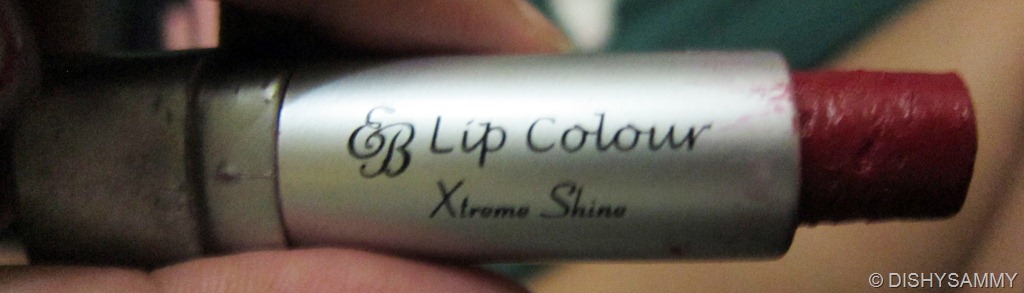 EB Lip Colour
Xtreme Shine
© DISHYSAMMY